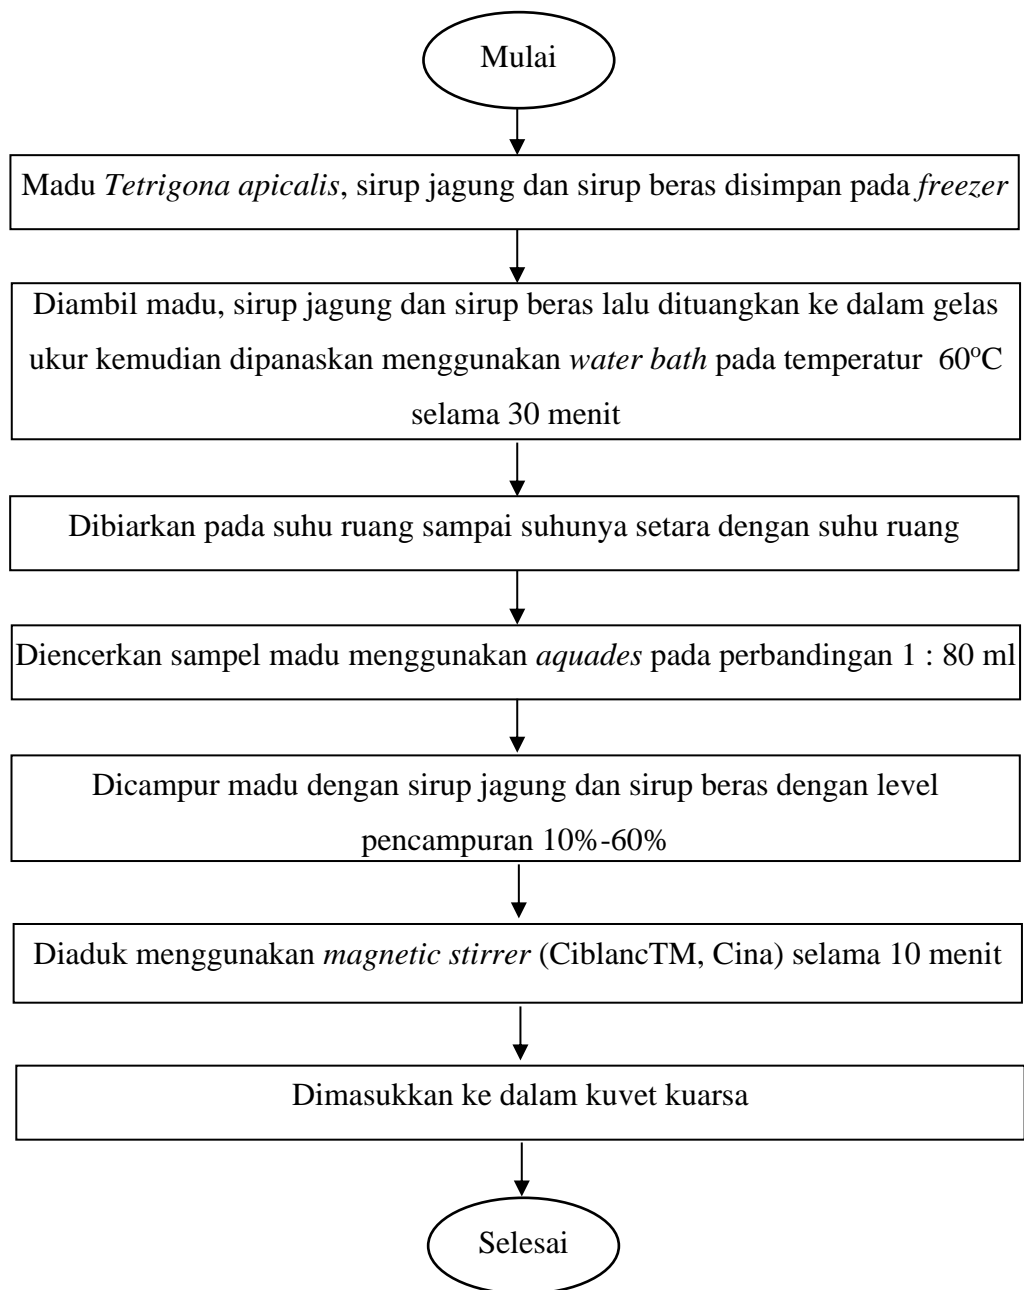 Mulai
Madu Tetrigona apicalis, sirup jagung dan sirup beras disimpan pada freezer
Diambil madu, sirup jagung dan sirup beras lalu dituangkan ke dalam gelas
ukur kemudian dipanaskan menggunakan water bath pada temperatur 60°C
selama 30 menit
Dibiarkan pada suhu ruang sampai suhunya setara dengan suhu ruang
Diencerkan sampel madu menggunakan aquades pada perbandingan 1 : 80 ml
Dicampur madu dengan sirup jagung dan sirup beras dengan level
pencampuran 10%-60%
Diaduk menggunakan magnetic stirrer (CiblancTM, Cina) selama 10 menit
Dimasukkan ke dalam kuvet kuarsa
Selesai